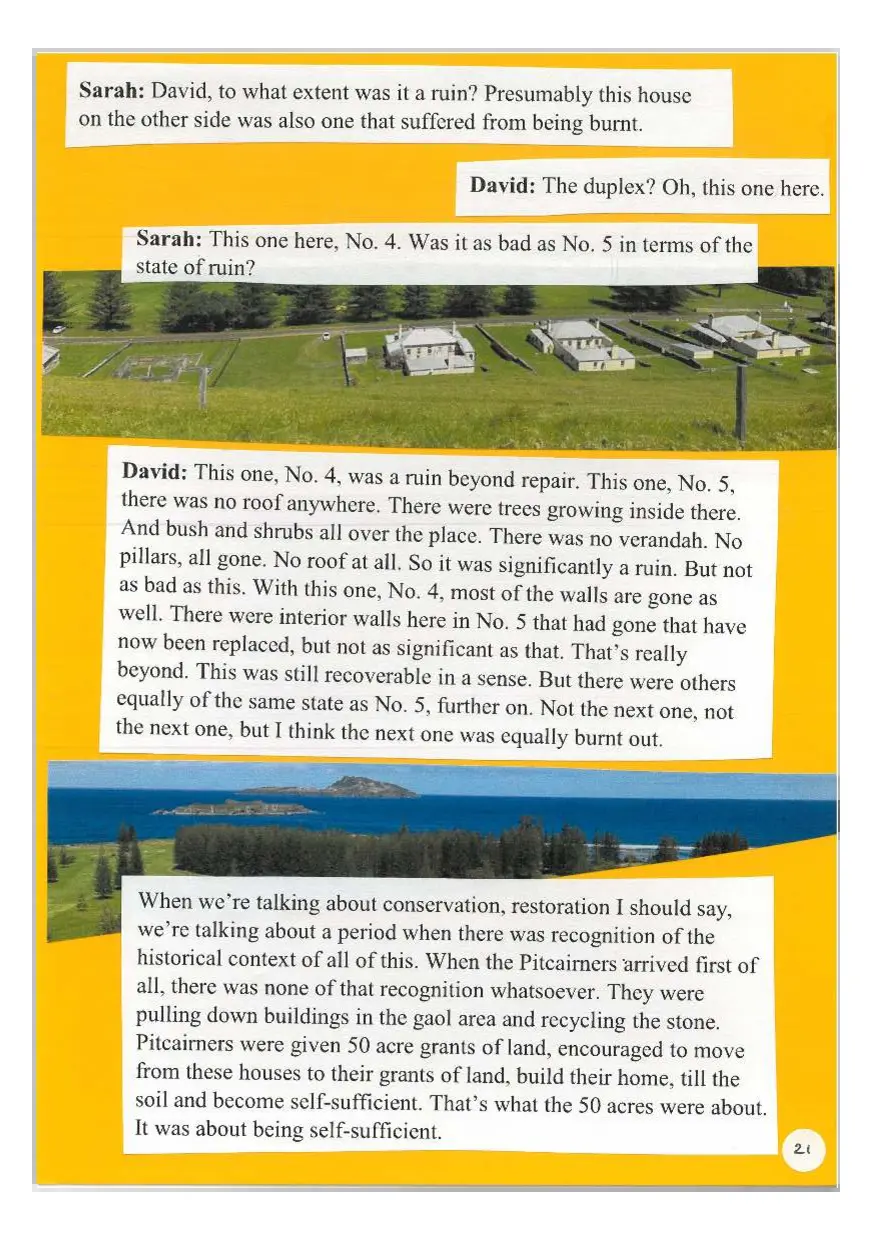 Sarah: David, to what extent was it a ruin? Presumably this house
on the other side was also one that suffered from being burnt.
David: The duplex? Oh, this one here.
Sarah: This one here, No. 4. Was it as bad as No. 5 in terms of the
state of ruin?
David: This one, No. 4, was a ruin beyond repair. This one, No. 5,
there was no roof anywhere. There were trees growing inside there.
And bush and shrubs all over the place. There was no verandah. No
pillars, all gone. No roof at all. So it was significantly a ruin. But not
as bad as this. With this one, No. 4, most of the walls are gone as
well. There were interior walls here in No. 5 that had gone that have
now been replaced, but not as significant as that. That's really
beyond. This was still recoverable in a sense. But there were others
equally of the same state as No. 5, further on. Not the next one, not
the next one, but I think the next one was equally burnt out.
When we're talking about conservation, restoration I should say,
we're talking about a period when there was recognition of the
historical context of all of this. When the Pitcairners arrived first of
all, there was none of that recognition whatsoever. They were
pulling down buildings in the gaol area and recycling the stone.
Pitcairners were given 50 acre grants of land, encouraged to move
from these houses to their grants of land, build their home, till the
soil and become self-sufficient. That's what the 50 acres were about.
It was about being self-sufficient.
21